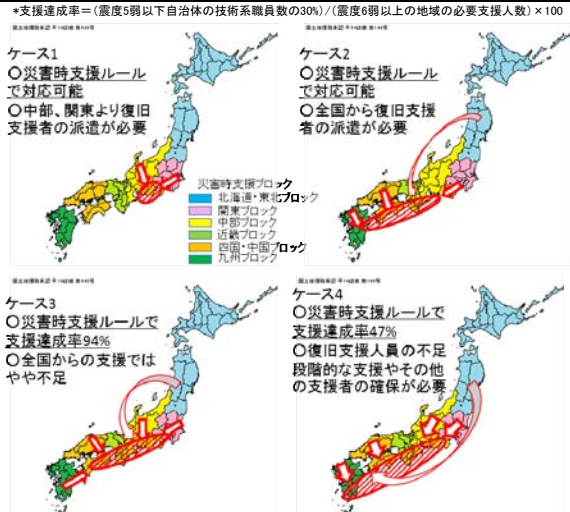 *支援達成率＝(震度5弱以下自治体の技術系職員数の30%)/(震度6弱以上の地域の必要支援人数)×100
ケース1
○災害時支援ルール
で対応可能
○中部、関東より復旧
支援者の派遣が必要
災害時支援ブロック
北海道・東北ブロック
関東ブロック
中部ブロック
近畿ブロック
四国・中国ブロック
九州ブロック
ケース2
○災害時支援ルール
で対応可能
○全国から復旧支援
者の派遣が必要
ケース3
○災害時支援ルールで
支援達成率94%
○全国からの支援では
やや不足
ケース4
○災害時支援ルールで
支援達成率47%
○復旧支援人員の不足
段階的な支援やその他
の支援者の確保が必要